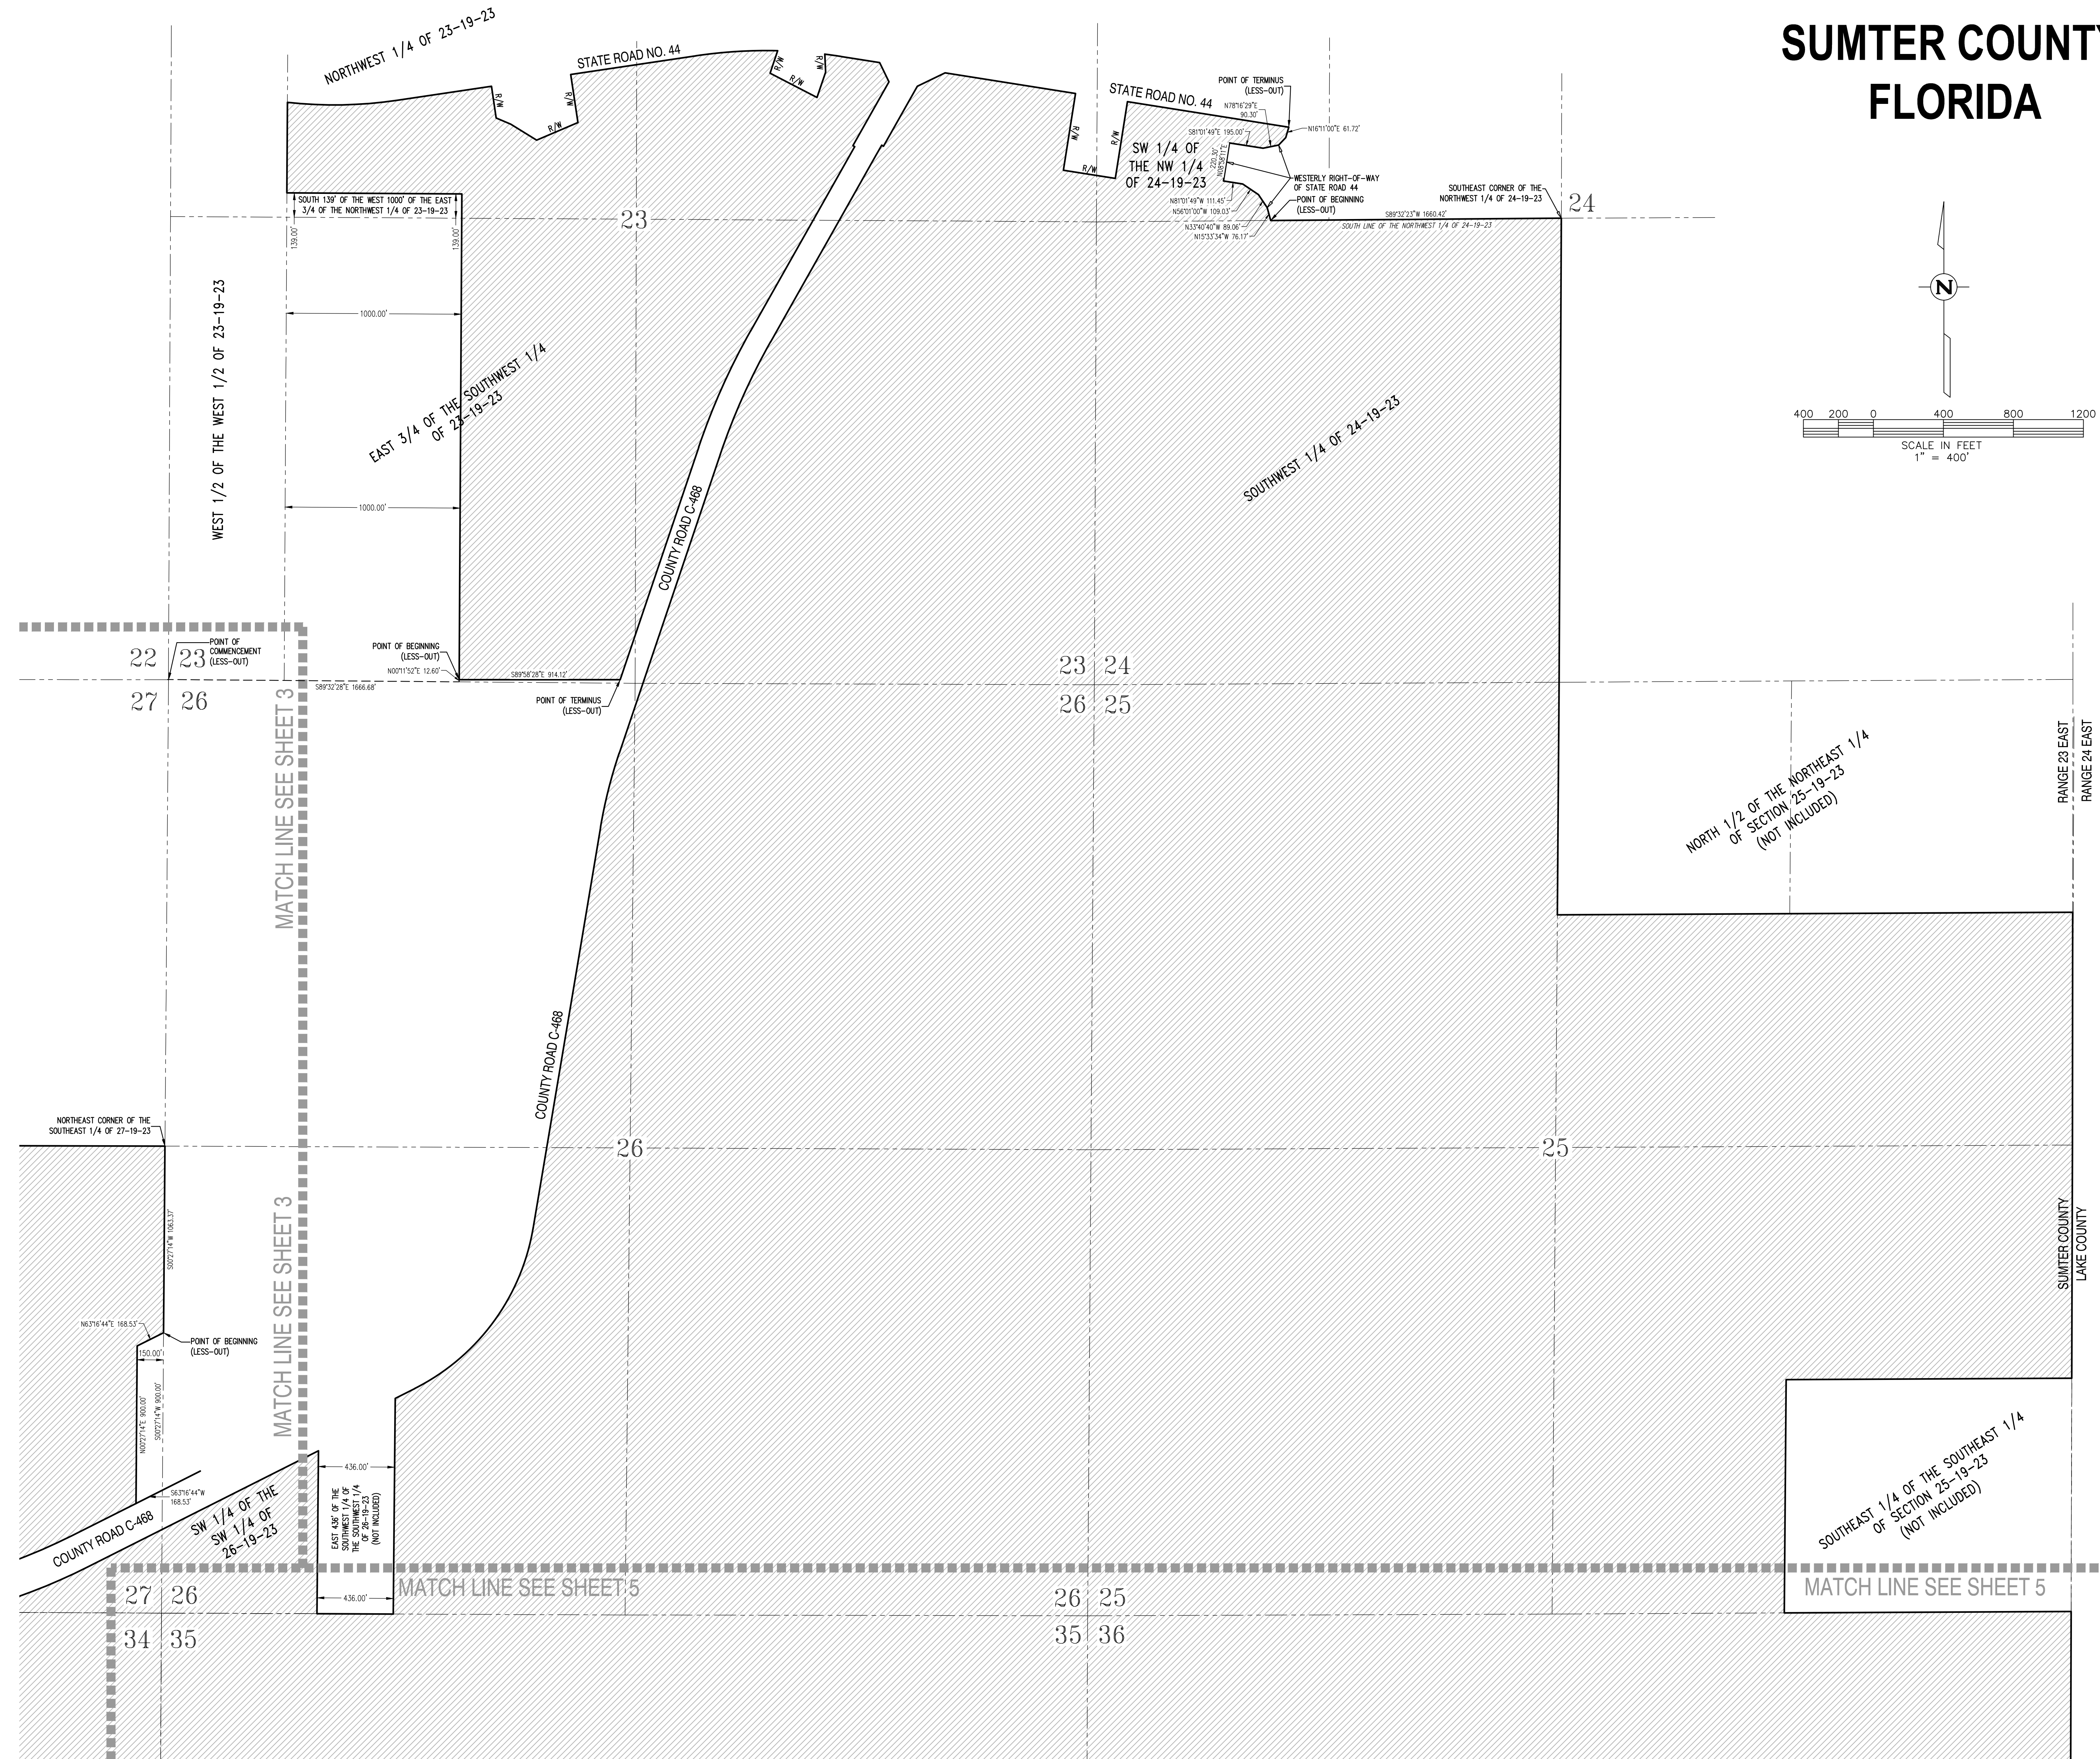 SUMTER COUNTY
FLORIDA
NORTHWEST 1/4 OF 23-19-23
STATE ROAD NO. 44
R/W
R/W
R/W
R/W
R/W
R/W
STATE ROAD NO. 44
R/W
R/W
R/W
POINT OF TERMINUS
(LESS-OUT)
N78°16'29"E
90.30'
N16°11'00"E 61.72'
S81°01'49"E 195.00'
SW 1/4 OF
THE NW 1/4
OF 24-19-23
220.30'
N08°58'11"E
WESTERLY RIGHT-OF-WAY
OF STATE ROAD 44
POINT OF BEGINNING
(LESS-OUT)
N81°01'49"W 111.45'
N56°01'00"W 109.03'
N33°40'40"W 89.06'
N15°33'34"W 76.17'
SOUTHEAST CORNER OF THE
NORTHWEST 1/4 OF 24-19-23
24
S89°32'23"W 1660.42'
SOUTH LINE OF THE NORTHWEST 1/4 OF 24-19-23
SOUTH 139' OF THE WEST 1000' OF THE EAST
3/4 OF THE NORTHWEST 1/4 OF 23-19-23
139.00'
139.00'
23
N
400 200 0 400 800 1200
SCALE IN FEET
1" = 400'
WEST 1/2 OF THE WEST 1/2 OF 23-19-23
1000.00'
EAST 3/4 OF THE SOUTHWEST 1/4
OF 23-19-23
1000.00'
COUNTY ROAD C-468
SOUTHWEST 1/4 OF 24-19-23
22 23
27 26
POINT OF
COMMENCEMENT
(LESS-OUT)
POINT OF BEGINNING
(LESS-OUT)
N00°11'52"E 12.60'
S89°32'28"E 1666.68'
S89°58'28"E 914.12'
POINT OF TERMINUS
(LESS-OUT)
23 24
26 25
MATCH LINE SEE SHEET 3
NORTH 1/2 OF THE NORTHEAST 1/4
OF SECTION 25-19-23
(NOT INCLUDED)
RANGE 23 EAST
RANGE 24 EAST
COUNTY ROAD C-468
NORTHEAST CORNER OF THE
SOUTHEAST 1/4 OF 27-19-23
26
25
S00°27'14"W 1063.37'
MATCH LINE SEE SHEET 3
SUMTER COUNTY
LAKE COUNTY
N63°16'44"E 168.53'
POINT OF BEGINNING
(LESS-OUT)
150.00'
N00°27'14"E 900.00'
S00°27'14"W 900.00'
S63°16'44"W
168.53'
COUNTY ROAD C-468
SW 1/4 OF THE
SW 1/4 OF
26-19-23
436.00'
EAST 436' OF THE
SOUTHWEST 1/4 OF
THE SOUTHWEST 1/4
OF 26-19-23
(NOT INCLUDED)
436.00'
SOUTHEAST 1/4 OF THE SOUTHEAST 1/4
OF SECTION 25-19-23
(NOT INCLUDED)
MATCH LINE SEE SHEET 5
MATCH LINE SEE SHEET 5
27 26
34 35
26 25
35 36